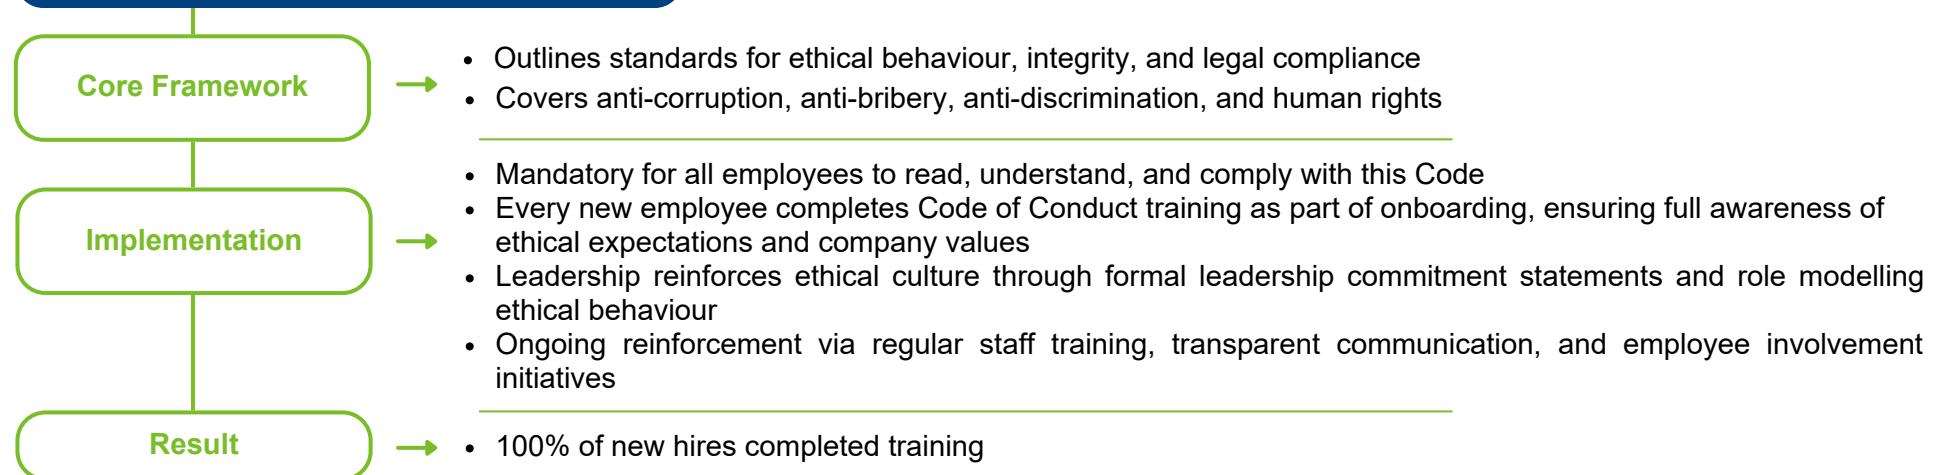 Core Framework
• Outlines standards for ethical behaviour, integrity, and legal compliance
• Covers anti-corruption, anti-bribery, anti-discrimination, and human rights
Implementation
• Mandatory for all employees to read, understand, and comply with this Code
• Every new employee completes Code of Conduct training as part of onboarding, ensuring full awareness of
ethical expectations and company values
• Leadership reinforces ethical culture through formal leadership commitment statements and role modelling
ethical behaviour
• Ongoing reinforcement via regular staff training, transparent communication, and employee involvement
initiatives
Result
• 100% of new hires completed training